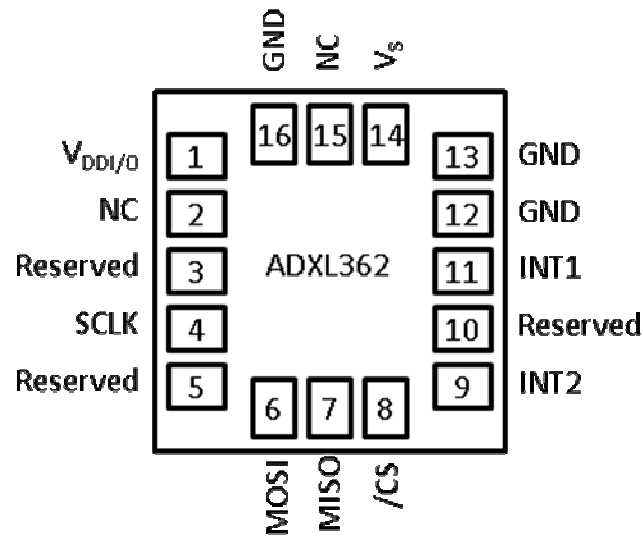 GND NC VS
16 15 14
VDDI/O 1 13 GND
NC 2 12 GND
Reserved 3 ADXL362 11 INT1
SCLK 4 10 Reserved
Reserved 5 9 INT2
6 7 8
MOSI MISO /CS